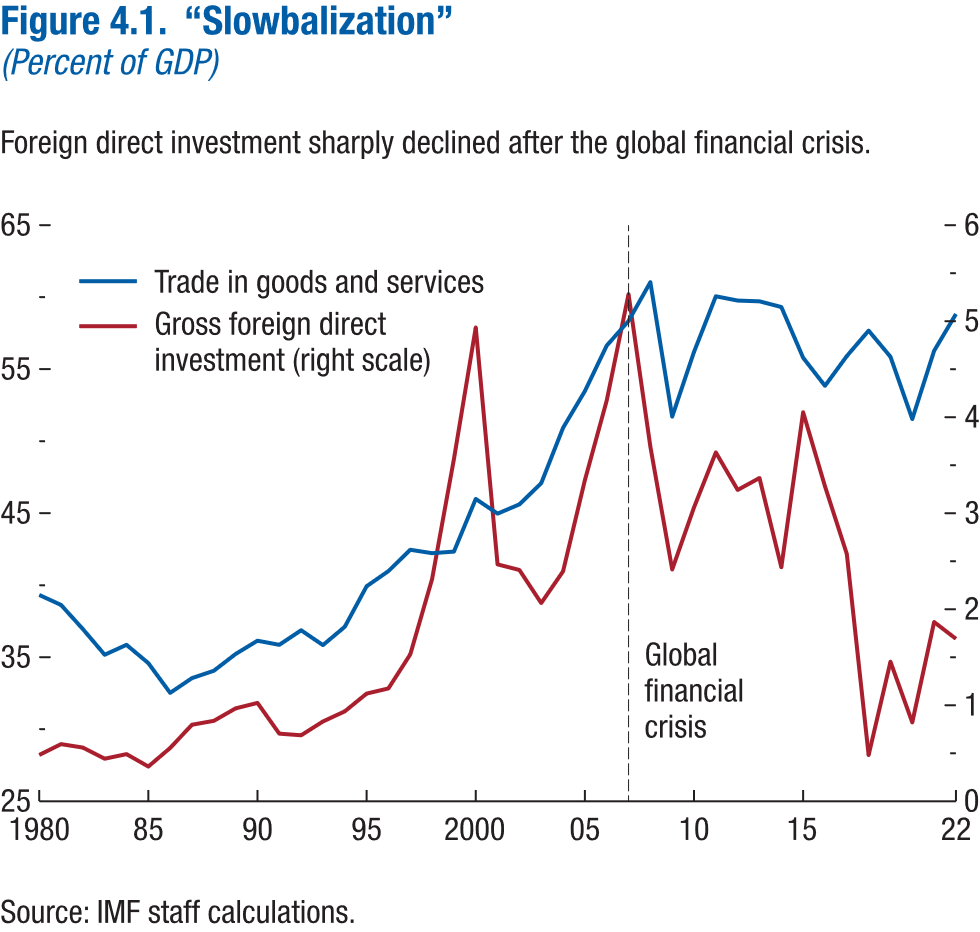 Figure 4.1. “Slowbalization”
(Percent of GDP)
Foreign direct investment sharply declined after the global financial crisis.
65
6
Trade in goods and services
Gross foreign direct
investment (right scale)
5
55
4
45
3
2
35
Global
financial
crisis
1
25
0
1980 85 90 95 2000 05 10 15 22
Source: IMF staff calculations.